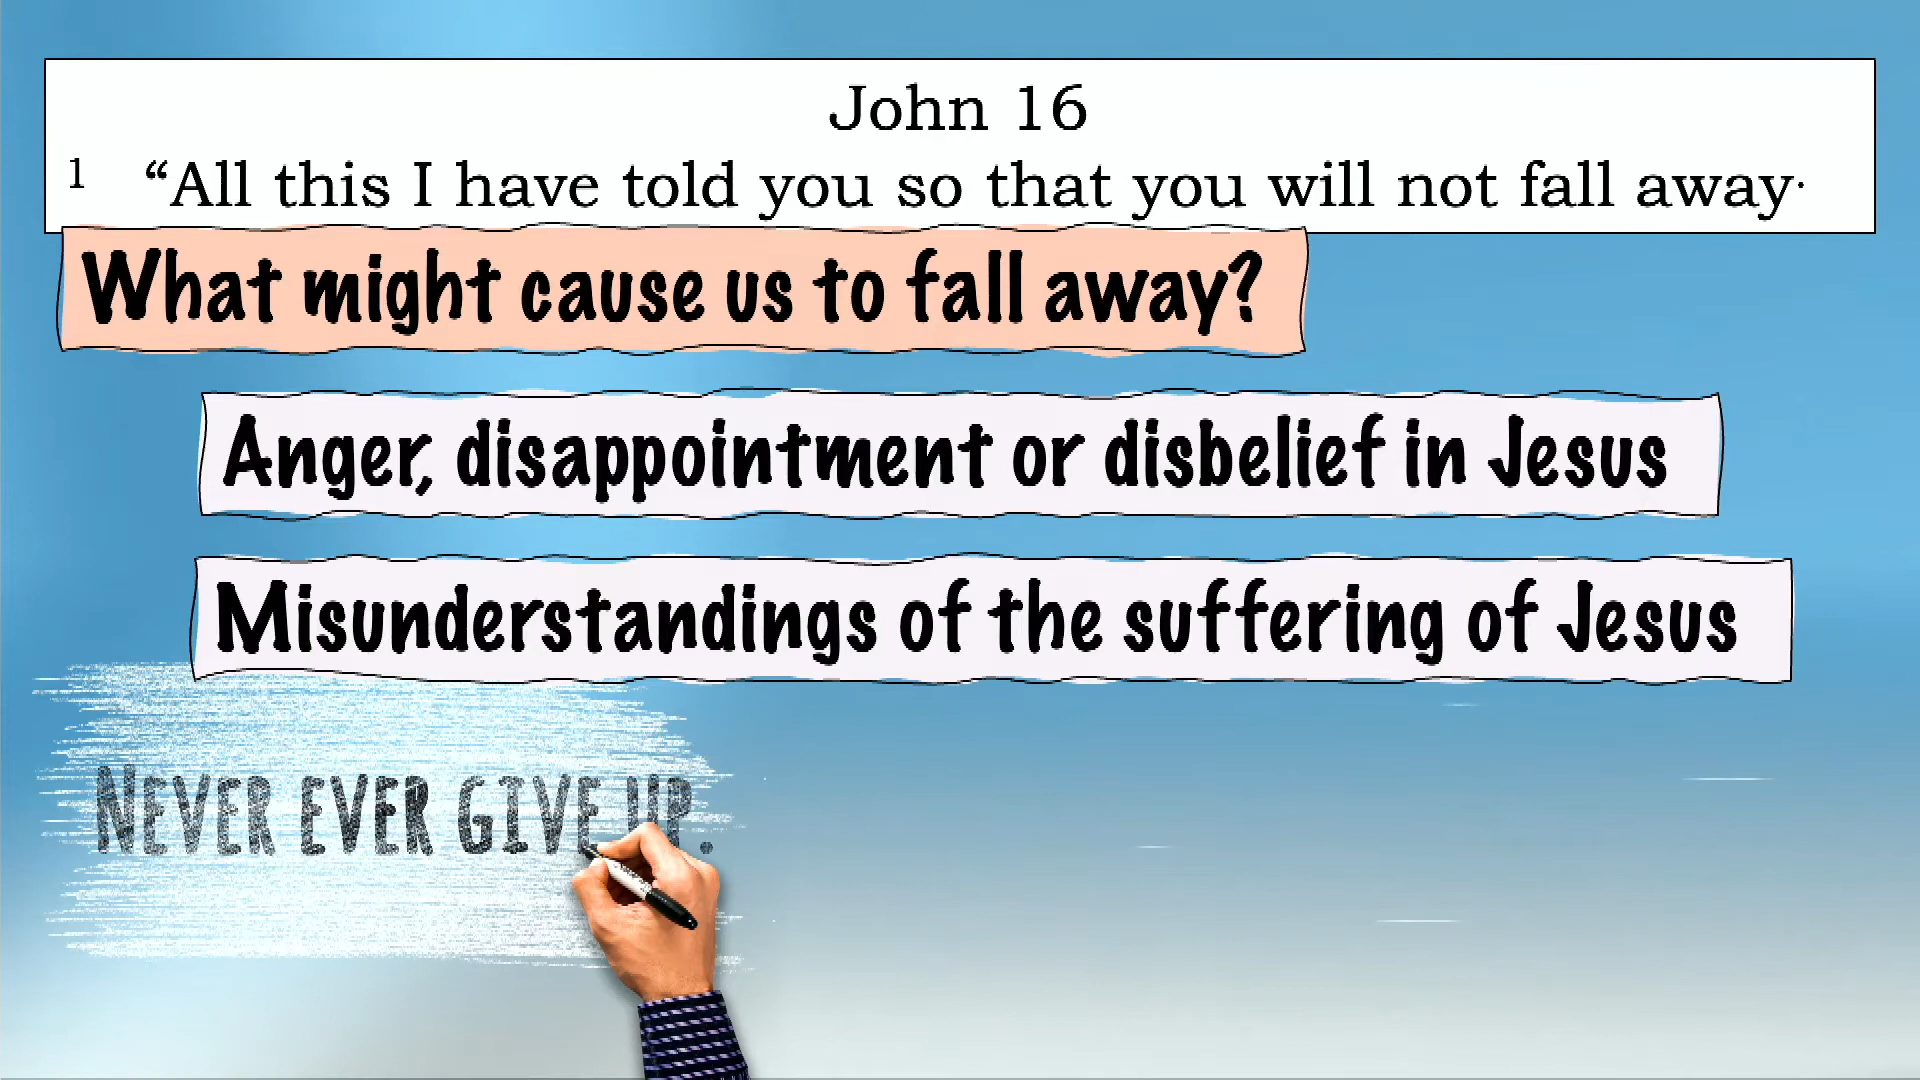 John 16
1 “All this I have told you so that you will not fall away.
What might cause us to fall away?
Anger, disappointment or disbelief in Jesus
Misunderstandings of the suffering of Jesus
NEVER EVER GIVE UP.